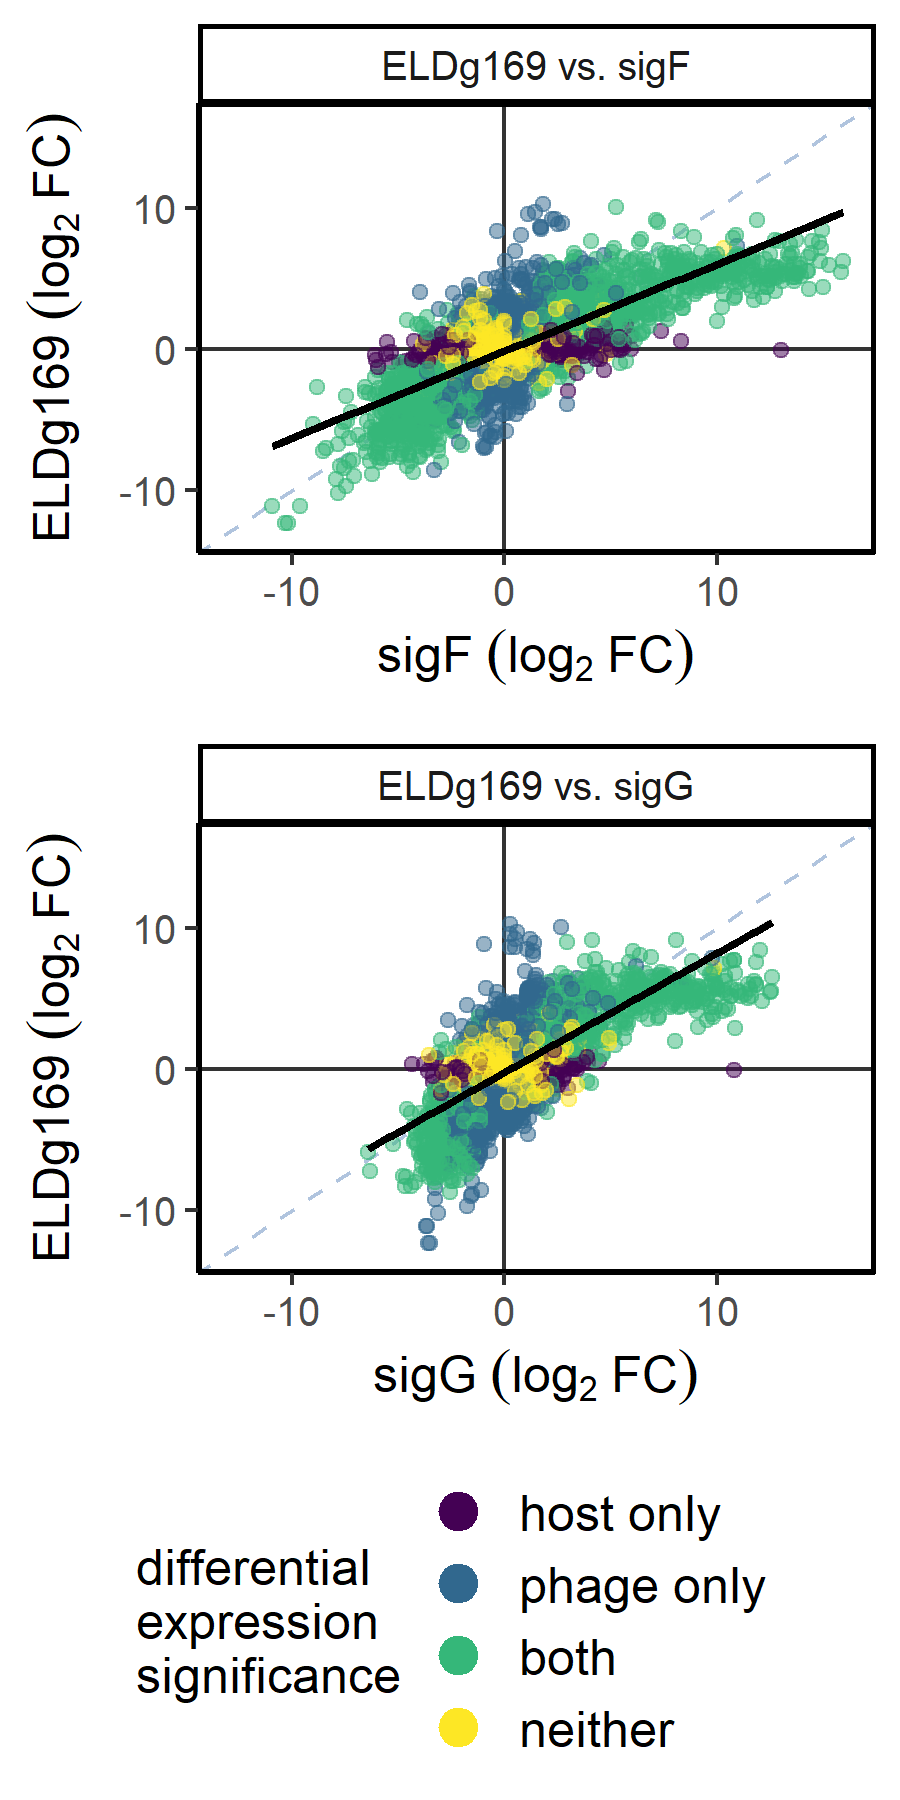 ELDg169 vs. sigF
ELDg169 (log₂ FC)
10
0
-10
-10 0 10
sigF (log₂ FC)
ELDg169 vs. sigG
ELDg169 (log₂ FC)
10
0
-10
-10 0 10
sigG (log₂ FC)
differential
expression
significance
host only
phage only
both
neither